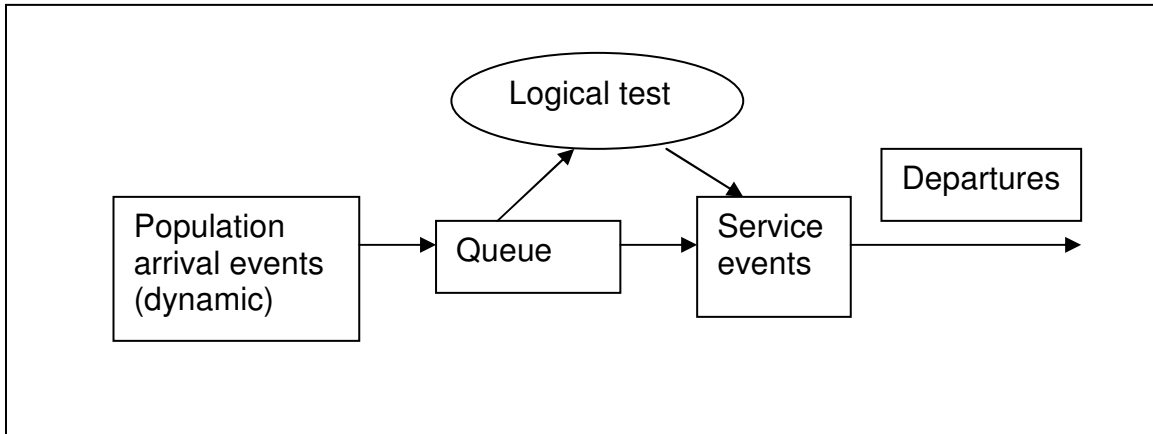 Logical test
Departures
Population
arrival events
(dynamic)
Queue
Service
events